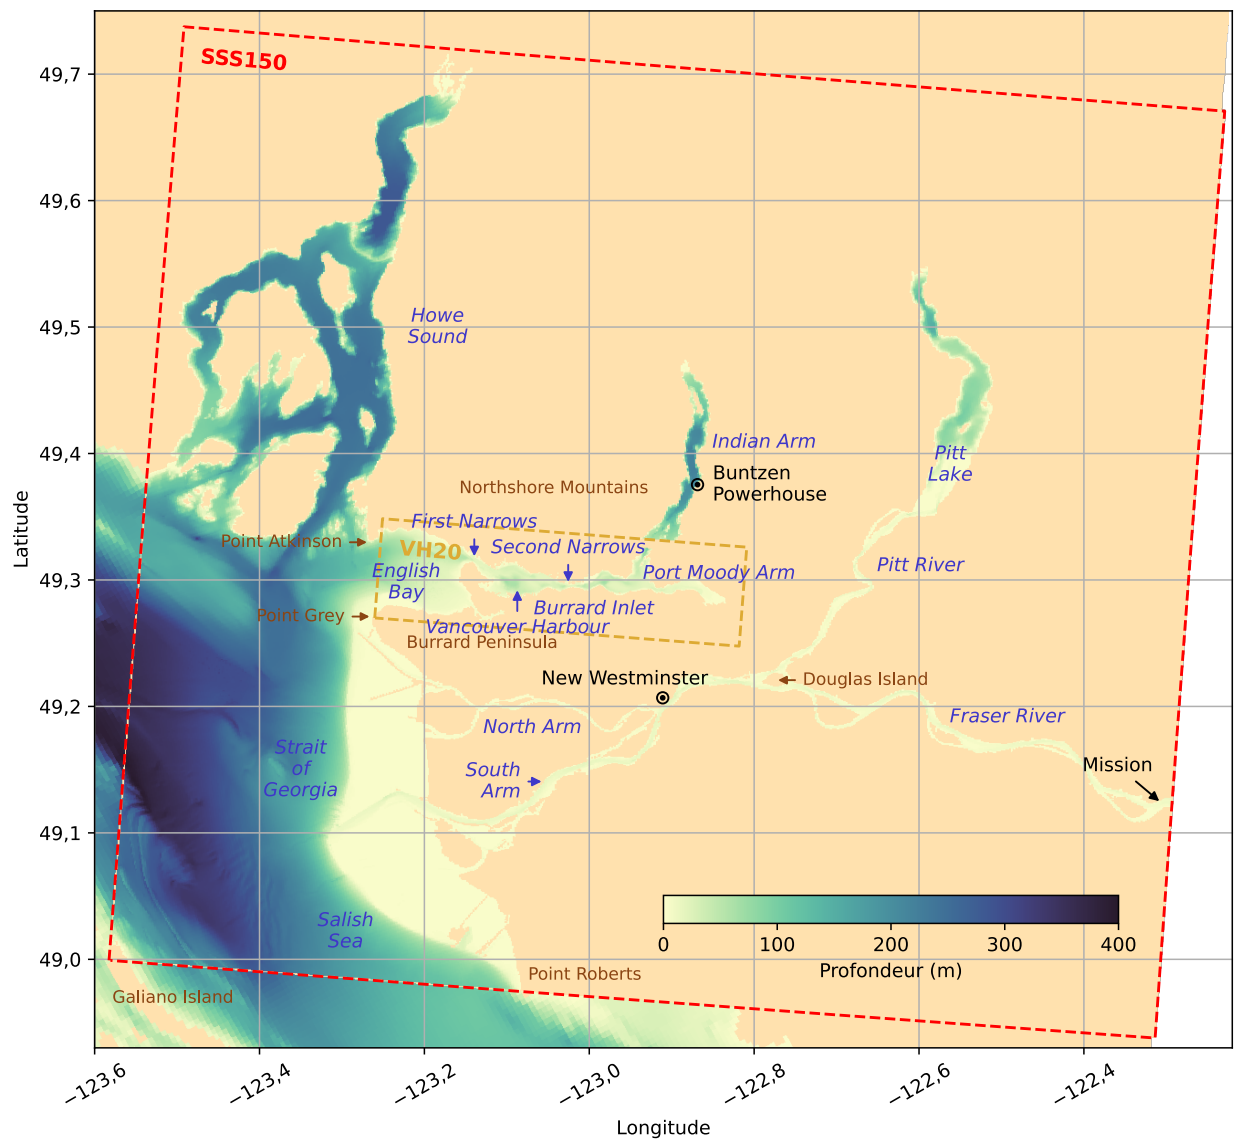 SSS150
49,7
49,6
49,5
49,4
49,3
49,2
49,1
49,0
Latitude
Howe
Sound
Indian Arm
Buntzen
Powerhouse
Pitt
Lake
Northshore Mountains
First Narrows
Point Atkinson
VH20
Second Narrows
English
Bay
Port Moody Arm
Pitt River
Point Grey
Burrard Inlet
Vancouver Harbour
Burrard Peninsula
New Westminster
Douglas Island
North Arm
Fraser River
Strait
of
Georgia
South
Arm
Mission
Salish
Sea
0
100
200
300
400
Profondeur (m)
Point Roberts
Galiano Island
−123,6
−123,4
−123,2
−123,0
−122,8
−122,6
−122,4
Longitude